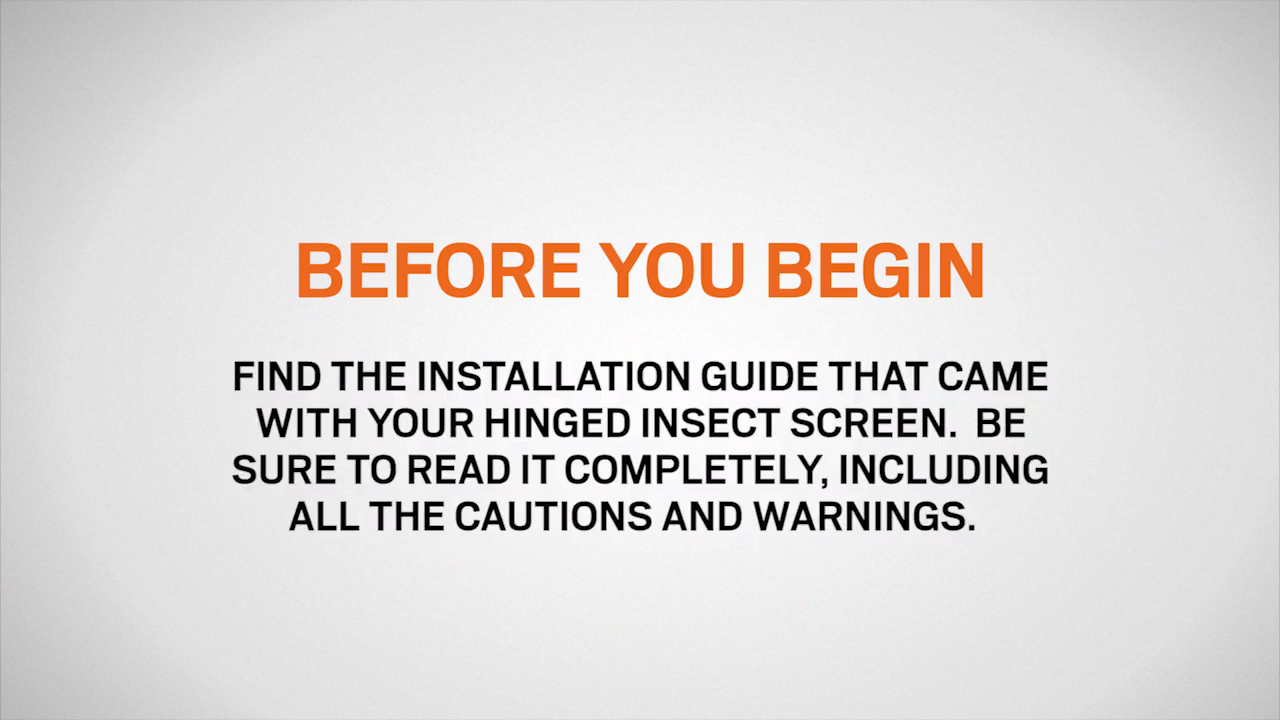 BEFORE YOU BEGIN
FIND THE INSTALLATION GUIDE THAT CAME
WITH YOUR HINGED INSECT SCREEN.  BE
SURE TO READ IT COMPLETELY, INCLUDING
ALL THE CAUTIONS AND WARNINGS.